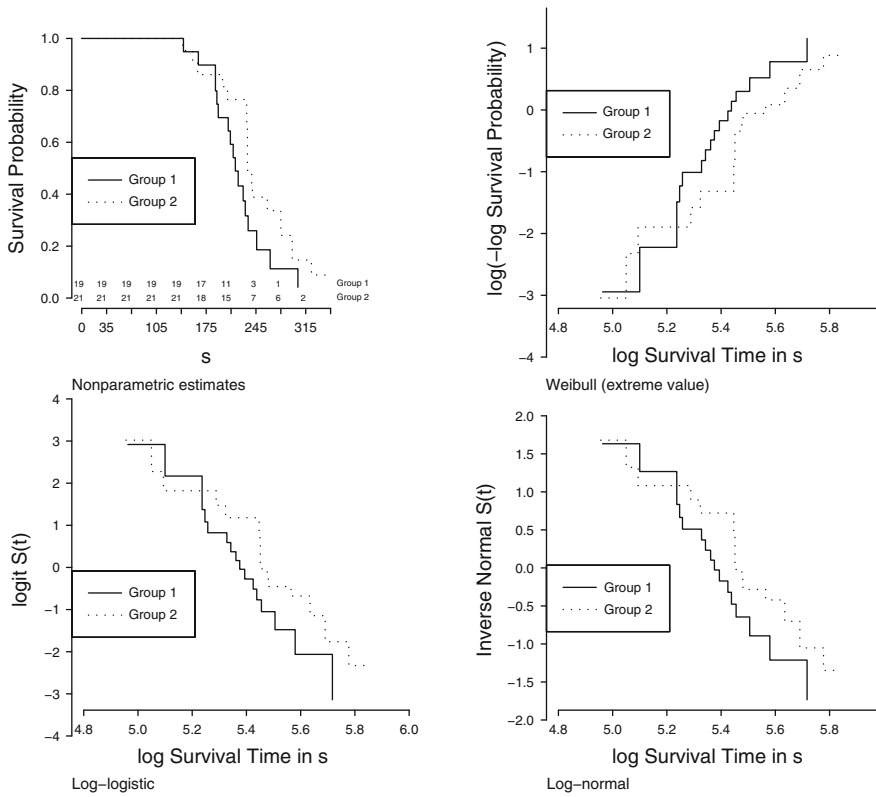 1.0
0.8
0.6
0.4
0.2
0.0
Survival Probability
Group 1
Group 2
19 19 19 19 19 17 11 3 1 Group 1
21 21 21 21 21 18 15 7 6 2 Group 2
0 35 105 175 245 315
s
Nonparametric estimates
1
0
−1
−2
−3
−4
log(−log Survival Probability)
Group 1
Group 2
4.8 5.0 5.2 5.4 5.6 5.8
log Survival Time in s
Weibull (extreme value)
4
3
2
1
0
−1
−2
−3
−4
logit S(t)
Group 1
Group 2
4.8 5.0 5.2 5.4 5.6 5.8 6.0
log Survival Time in s
Log−logistic
2.0
1.5
1.0
0.5
0.0
−0.5
−1.0
−1.5
−2.0
Inverse Normal S(t)
Group 1
Group 2
4.8 5.0 5.2 5.4 5.6 5.8
log Survival Time in s
Log−normal